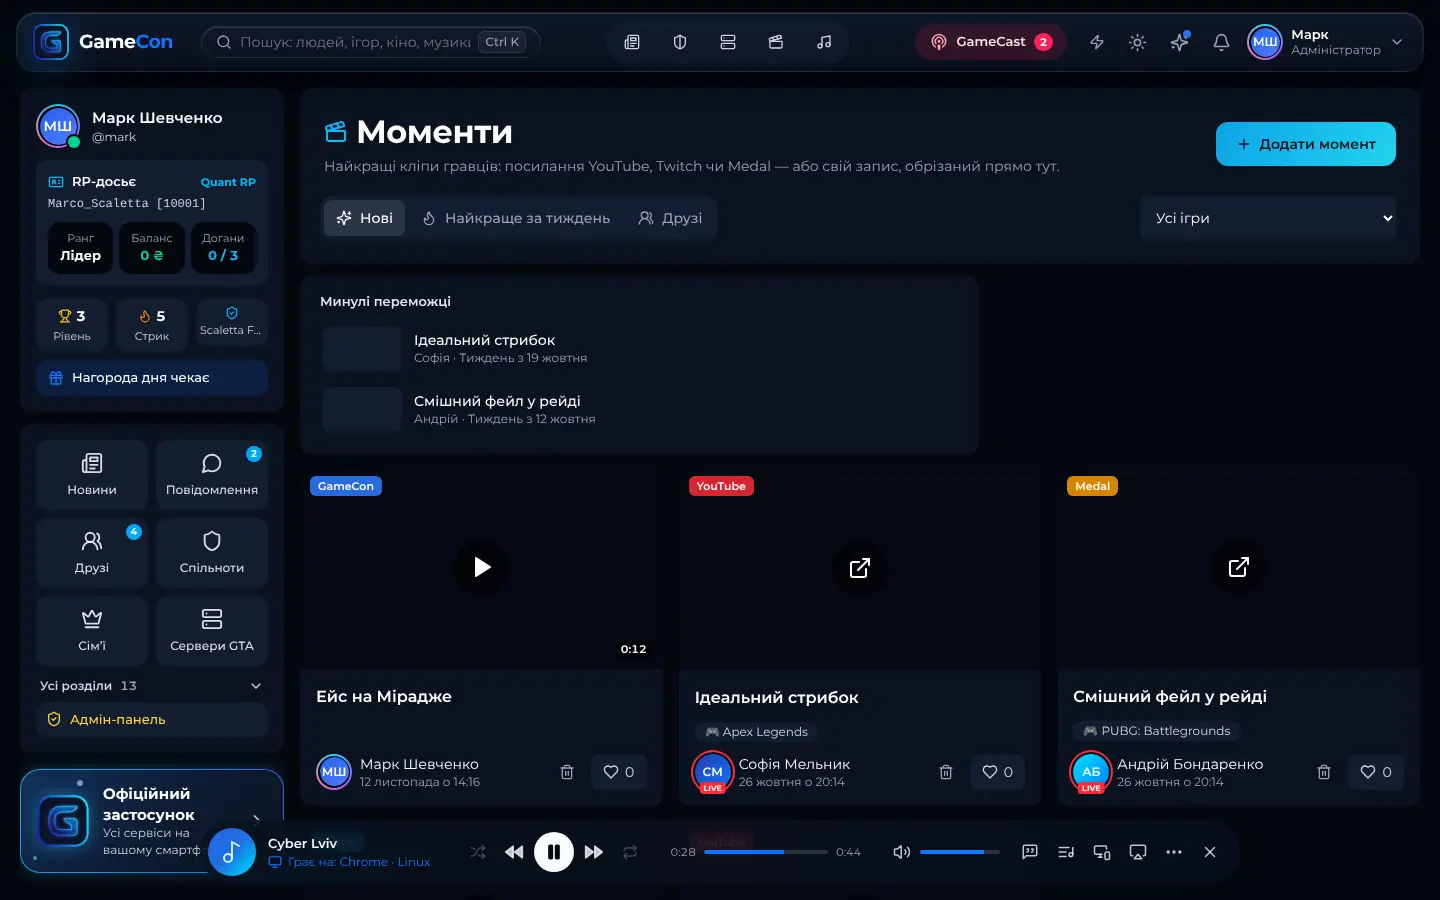 GameCon
Пошук: людей, ігор, кіно, музик
Ctrl K
GameCast 2
МШ
Марк
Адміністратор
МШ
Марк Шевченко
@mark
RP-досьє
Quant RP
Marco_Scaletta [10001]
Ранг
Лідер
Баланс
0 ₴
Догани
0 / 3
3
Рівень
5
Стрик
Scaletta F...
Нагорода дня чекає
Новини
Повідомлення
2
Друзі
4
Спільноти
Сім'ї
Сервери GTA
Усі розділи 13
Адмін-панель
Офіційний
застосунок
Усі сервіси на
вашому смартф
Моменти
Найкращі кліпи гравців: посилання YouTube, Twitch чи Medal — або свій запис, обрізаний прямо тут.
+ Додати момент
Нові
Найкраще за тиждень
Друзі
Усі ігри
Минулі переможці
Ідеальний стрибок
Софія · Тиждень з 19 жовтня
Смішний фейл у рейді
Андрій · Тиждень з 12 жовтня
GameCon
0:12
Ейс на Мірадже
МШ
Марк Шевченко
12 листопада о 14:16
0
YouTube
Ідеальний стрибок
Apex Legends
СМ
LIVE
Софія Мельник
26 жовтня о 20:14
0
Medal
Смішний фейл у рейді
PUBG: Battlegrounds
АБ
LIVE
Андрій Бондаренко
26 жовтня о 20:14
0
YouTube
Cyber Lviv
Грає на: Chrome · Linux
0:28
0:44